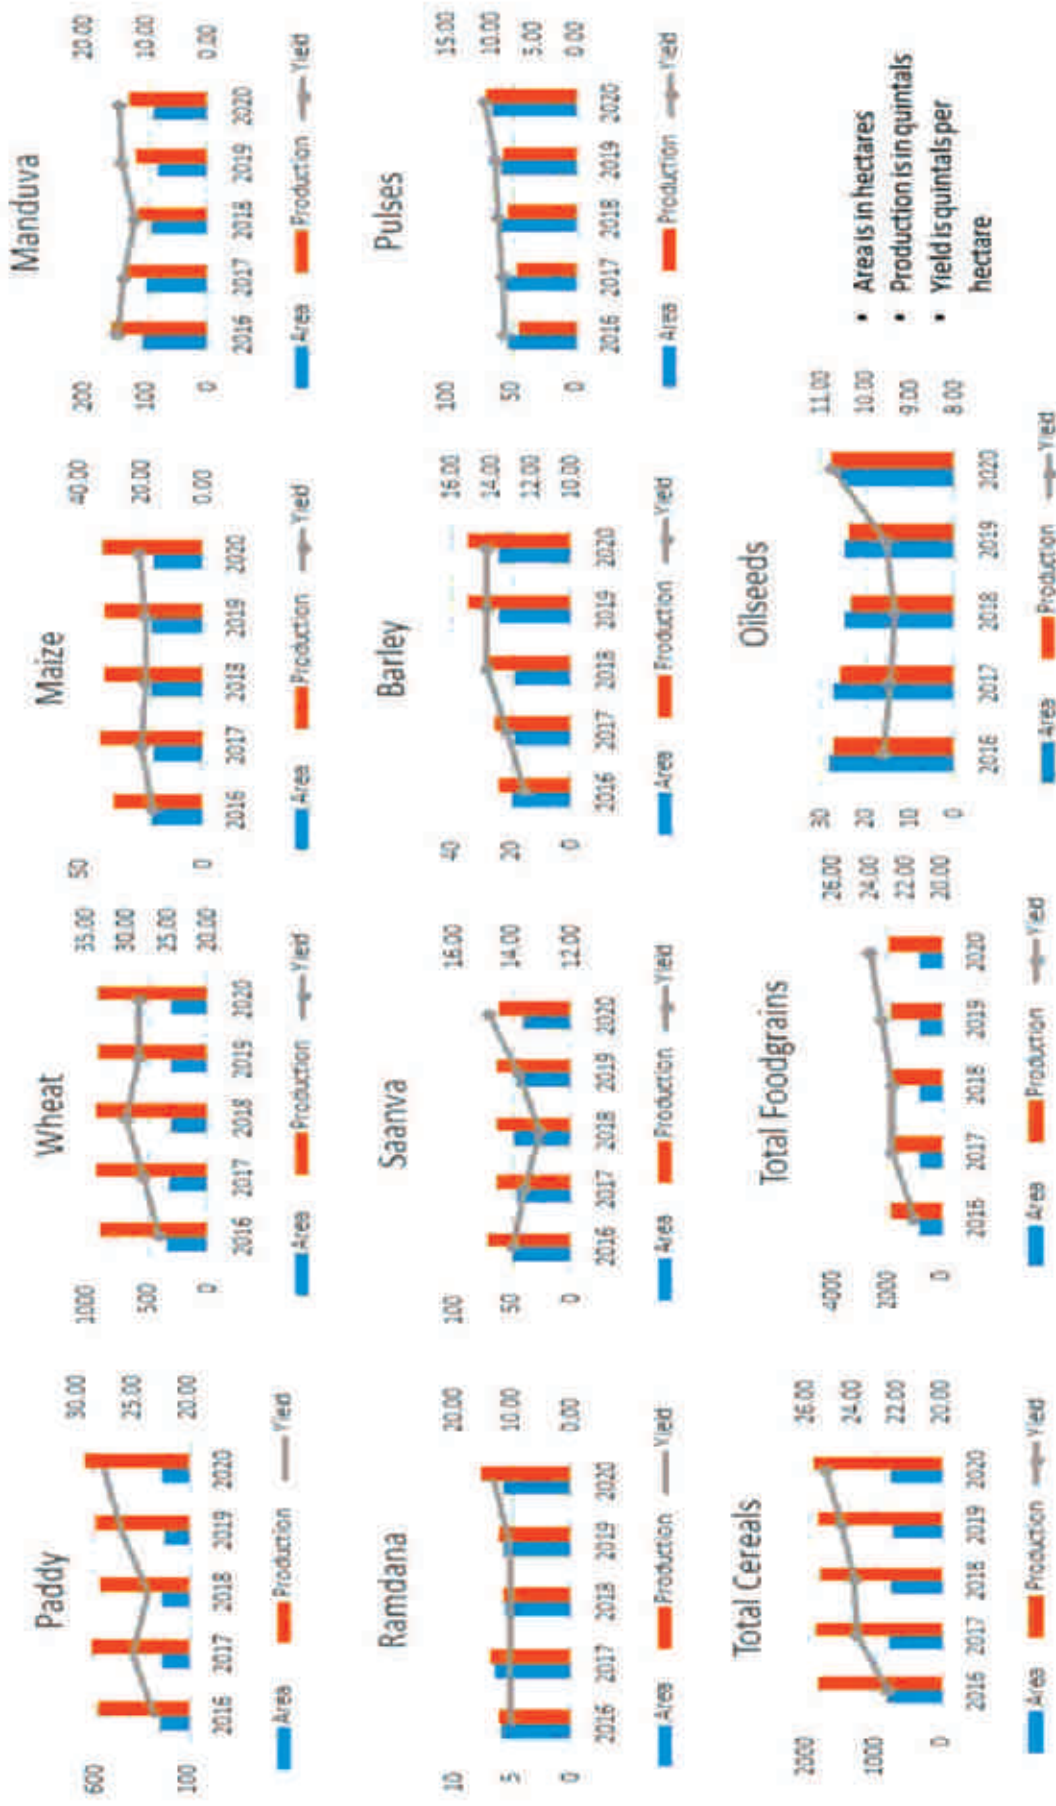 Paddy
600
100
30.00
25.00
20.00
2016 2017 2018 2019 2020
Area Production Yield
Wheat
1000
500
0
35.00
30.00
25.00
20.00
2016 2017 2018 2019 2020
Area Production Yield
Maize
50
0
40.00
20.00
0.00
2016 2017 2018 2019 2020
Area Production Yield
Manduva
200
100
0
20.00
10.00
0.00
2016 2017 2018 2019 2020
Area Production Yield
Ramdana
10
5
0
20.00
10.00
0.00
2016 2017 2018 2019 2020
Area Production Yield
Saanva
100
50
0
16.00
14.00
12.00
2016 2017 2018 2019 2020
Area Production Yield
Barley
40
20
0
16.00
14.00
12.00
10.00
2016 2017 2018 2019 2020
Area Production Yield
Pulses
100
50
0
15.00
10.00
5.00
0.00
2016 2017 2018 2019 2020
Area Production Yield
Total Cereals
2000
1000
0
26.00
24.00
22.00
20.00
2016 2017 2018 2019 2020
Area Production Yield
Total Foodgrains
4000
2000
0
26.00
24.00
22.00
20.00
2016 2017 2018 2019 2020
Area Production Yield
Oilseeds
30
20
10
0
11.00
10.00
9.00
8.00
2016 2017 2018 2019 2020
Area Production Yield
• Area is in hectares
• Production is in quintals
• Yield is quintals per
hectare